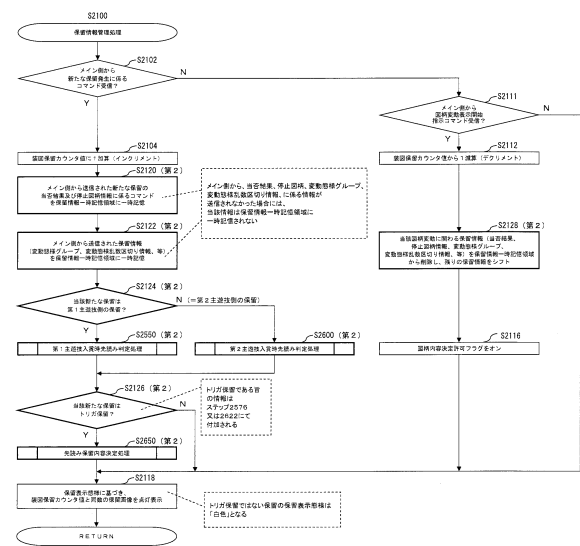 S2100
保留情報管理処理
S2102
メイン側から
新たな保留発生に係る
コマンド受信?
N
Y
S2111
メイン側から
図柄変動表示開始
指示コマンド受信?
N
Y
S2104
装図保留カウンタ値に1加算(インクリメント)
S2112
装図保留カウンタ値から1減算(デクリメント)
S2120(第2)
メイン側から送信された新たな保留の
当否結果及び停止図柄情報に係るコマンド
を保留情報一時記憶領域に一時記憶
メイン側から、当否結果、停止図柄、変動態様グループ、
変動態様乱数区切り情報、に係る情報が
送信されなかった場合には、
当該情報は保留情報一時記憶領域に
一時記憶されない
S2122(第2)
メイン側から送信された保留情報
(変動態様グループ、変動態様乱数区切り情報、等)
を保留情報一時記憶領域に一時記憶
S2128(第2)
当該図柄変動に関わる保留情報(当否結果、
停止図柄情報、変動態様グループ、
変動態様乱数区切り情報、等)を保留情報一時記憶領域
から削除し、残りの保留情報をシフト
S2124(第2)
当該新たな保留は
第1主遊技側の保留?
N(=第2主遊技側の保留)
Y
S2550(第2)
第1主遊技入賞時先読み判定処理
S2600(第2)
第2主遊技入賞時先読み判定処理
S2116
図柄内容決定許可フラグをオン
S2126(第2)
当該新たな保留は
トリガ保留?
N
Y
トリガ保留である旨
の情報は
ステップ2576
又は2622にて
付加される
S2650(第2)
先読み保留内容決定処理
S2118
保留表示態様に基づき、
装図保留カウンタ値と同数の保留画像を点灯表示
トリガ保留ではない保留の保留表示態様は
「白色」となる
RETURN